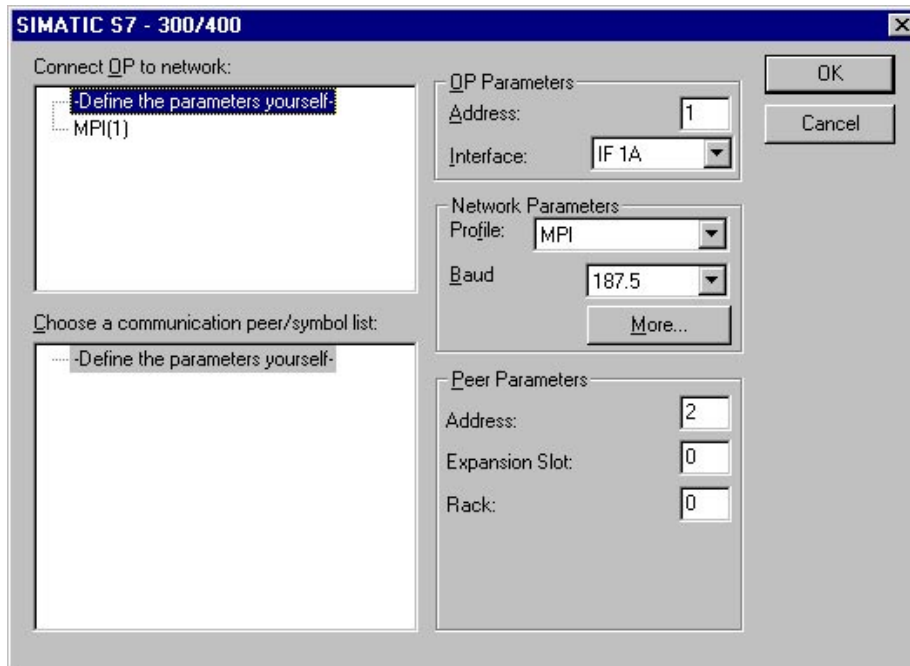 SIMATIC S7 - 300/400
Connect OP to network:
-Define the parameters yourself-
MPI(1)
Choose a communication peer/symbol list:
-Define the parameters yourself-
OP Parameters
Address: 1
Interface: IF 1A
Network Parameters
Profile: MPI
Baud 187.5
More...
Peer Parameters
Address: 2
Expansion Slot: 0
Rack: 0
OK
Cancel